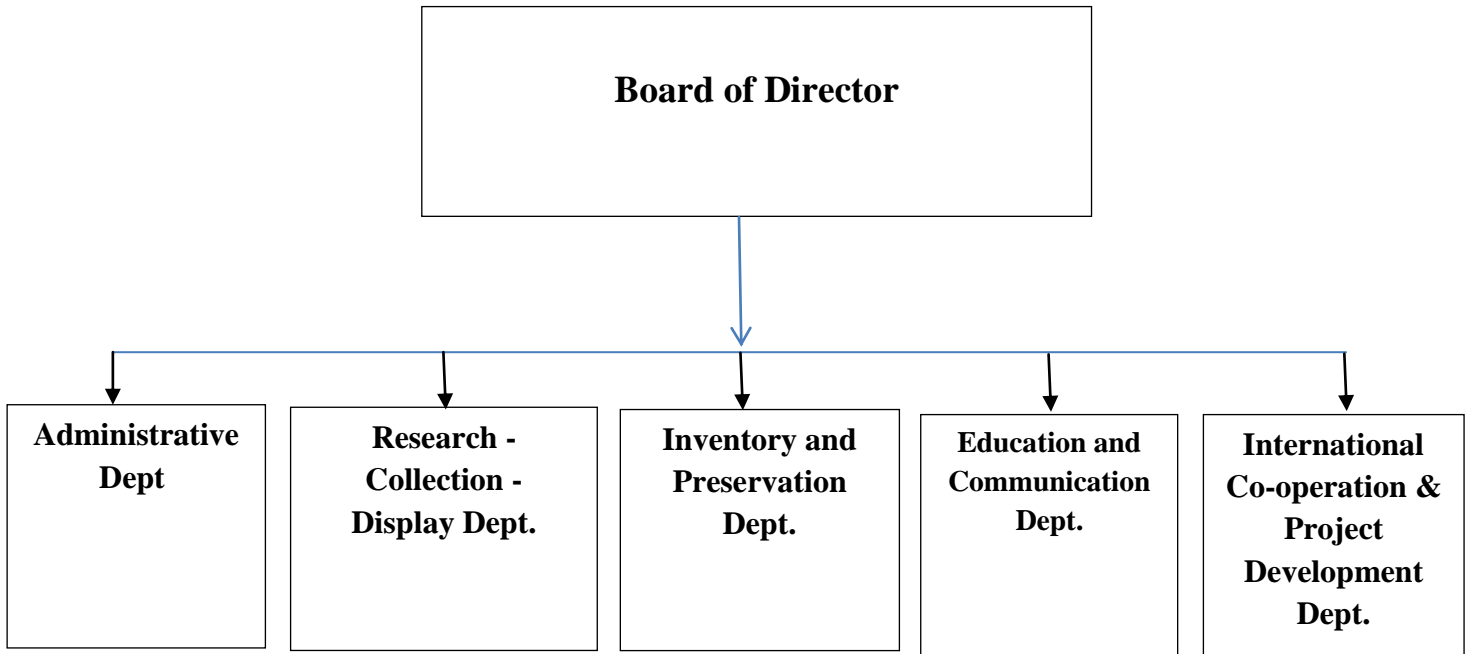 Board of Director
Administrative
Dept
Research -
Collection -
Display Dept.
Inventory and
Preservation
Dept.
Education and
Communication
Dept.
International
Co-operation &
Project
Development
Dept.